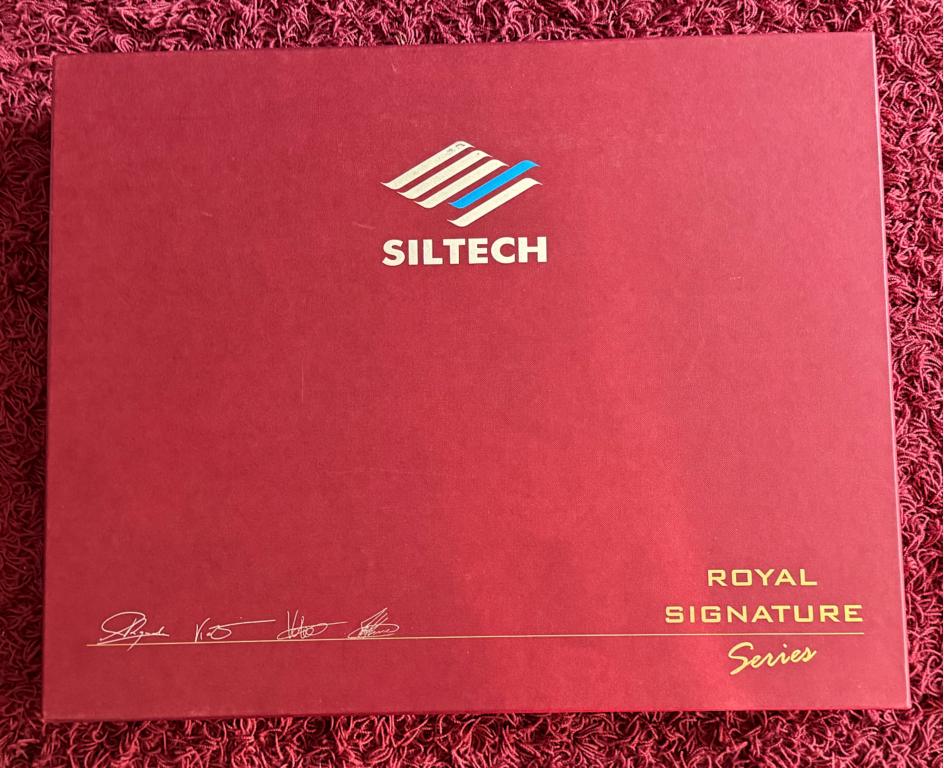 SILTECH
ROYAL
SIGNATURE
Series